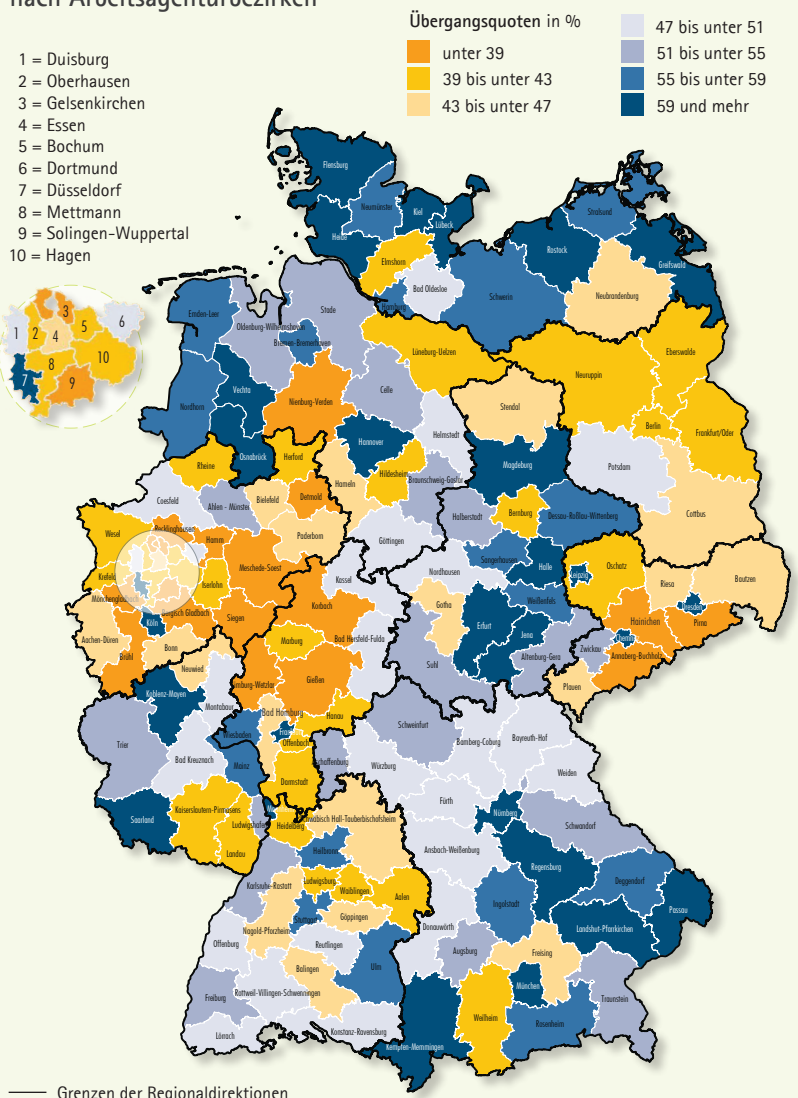 nach Arbeitsagenturbezirken
Übergangsquoten in %
unter 39
39 bis unter 43
43 bis unter 47
47 bis unter 51
51 bis unter 55
55 bis unter 59
59 und mehr
1 = Duisburg
2 = Oberhausen
3 = Gelsenkirchen
4 = Essen
5 = Bochum
6 = Dortmund
7 = Düsseldorf
8 = Mettmann
9 = Solingen-Wuppertal
10 = Hagen
1
2
3
4
5
6
7
8
9
10
Flensburg
Neumünster
Kiel
Lübeck
Heide
Elmshorn
Bad Oldesloe
Hamburg
Stralsund
Rostock
Greifswald
Schwerin
Neubrandenburg
Emden-Leer
Oldenburg-Wilhelmshaven
Stade
Bremen-Bremerhaven
Lüneburg-Uelzen
Nordhorn
Vechta
Nienburg-Verden
Celle
Neuruppin
Eberswalde
Stendal
Berlin
Frankfurt/Oder
Osnabrück
Hannover
Helmstedt
Rheine
Herford
Hameln
Hildesheim
Braunschweig-Goslar
Magdeburg
Potsdam
Coesfeld
Ahlen - Münster
Bielefeld
Detmold
Paderborn
Göttingen
Halberstadt
Bernburg
Dessau-Roßlau-Wittenberg
Cottbus
Wesel
Recklinghausen
Hamm
Meschede-Soest
Krefeld
Iserlohn
Kassel
Nordhausen
Sangerhausen
Halle
Leipzig
Oschatz
Riesa
Bautzen
Mönchengladbach
Bergisch Gladbach
Siegen
Korbach
Bad Hersfeld-Fulda
Gotha
Erfurt
Weißenfels
Jena
Dresden
Hainichen
Pirna
Chemnitz
Aachen-Düren
Köln
Bonn
Brühl
Neuwied
Marburg
Gießen
Limburg-Wetzlar
Suhl
Altenburg-Gera
Zwickau
Annaberg-Buchholz
Plauen
Koblenz-Mayen
Montabaur
Bad Homburg
Hanau
Wiesbaden
Offenbach
Trier
Bad Kreuznach
Mainz
Darmstadt
Aschaffenburg
Schweinfurt
Würzburg
Bamberg-Coburg
Bayreuth-Hof
Weiden
Saarland
Kaiserslautern-Pirmasens
Ludwigshafen
Landau
Heidelberg
Schwäbisch Hall-Tauberbischofsheim
Fürth
Nürnberg
Schwandorf
Heilbronn
Ansbach-Weißenburg
Regensburg
Deggendorf
Karlsruhe-Rastatt
Ludwigsburg
Waiblingen
Aalen
Stuttgart
Göppingen
Ingolstadt
Passau
Nagold-Pforzheim
Donauwörth
Landshut-Pfarrkirchen
Offenburg
Reutlingen
Balingen
Ulm
Augsburg
Freising
München
Freiburg
Rottweil-Villingen-Schwenningen
Traunstein
Weilheim
Rosenheim
Lörrach
Konstanz-Ravensburg
Kempten-Memmingen
Grenzen der Regionaldirektionen